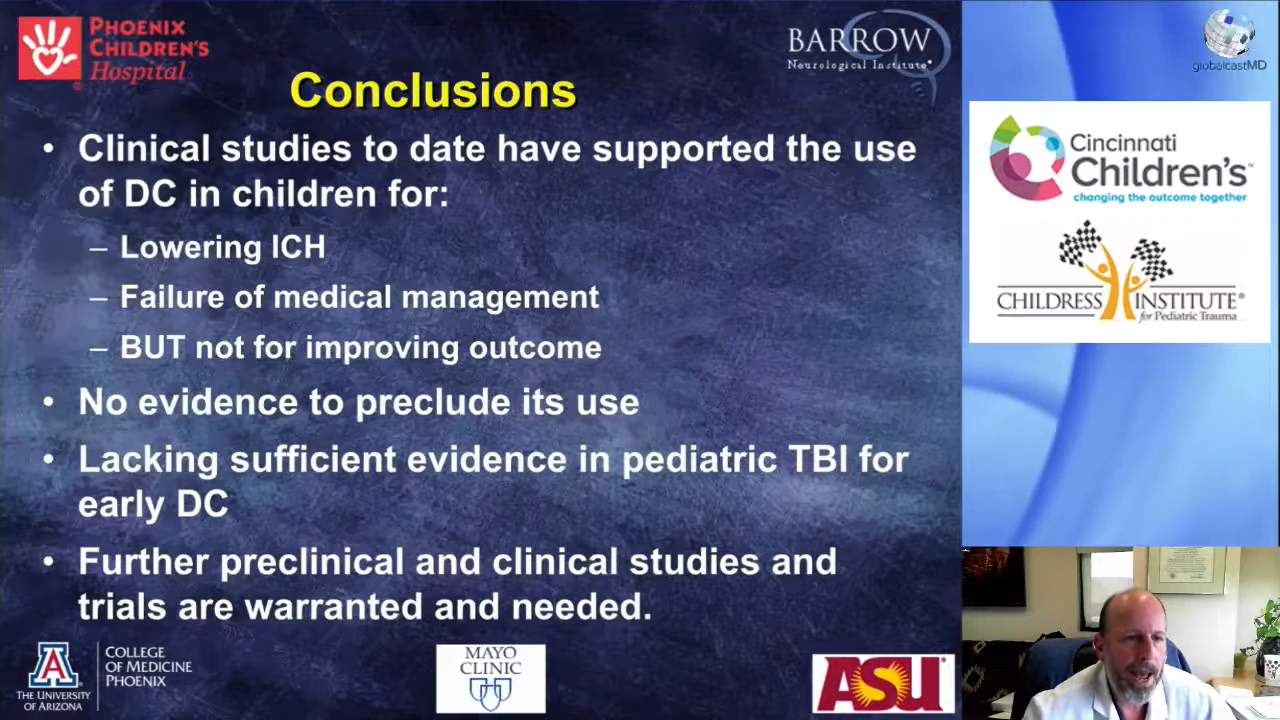 PHOENIX
CHILDREN'S
Hospital
BARROW
Neurological Institute®
globalcastMD
Conclusions
• Clinical studies to date have supported the use
of DC in children for:
– Lowering ICH
– Failure of medical management
– BUT not for improving outcome
• No evidence to preclude its use
• Lacking sufficient evidence in pediatric TBI for
early DC
• Further preclinical and clinical studies and
trials are warranted and needed.
Cincinnati
Children's™
changing the outcome together
CHILDRESS INSTITUTE®
for Pediatric Trauma
A
THE UNIVERSITY
OF ARIZONA
COLLEGE
OF MEDICINE
PHOENIX
MAYO
CLINIC
ASU